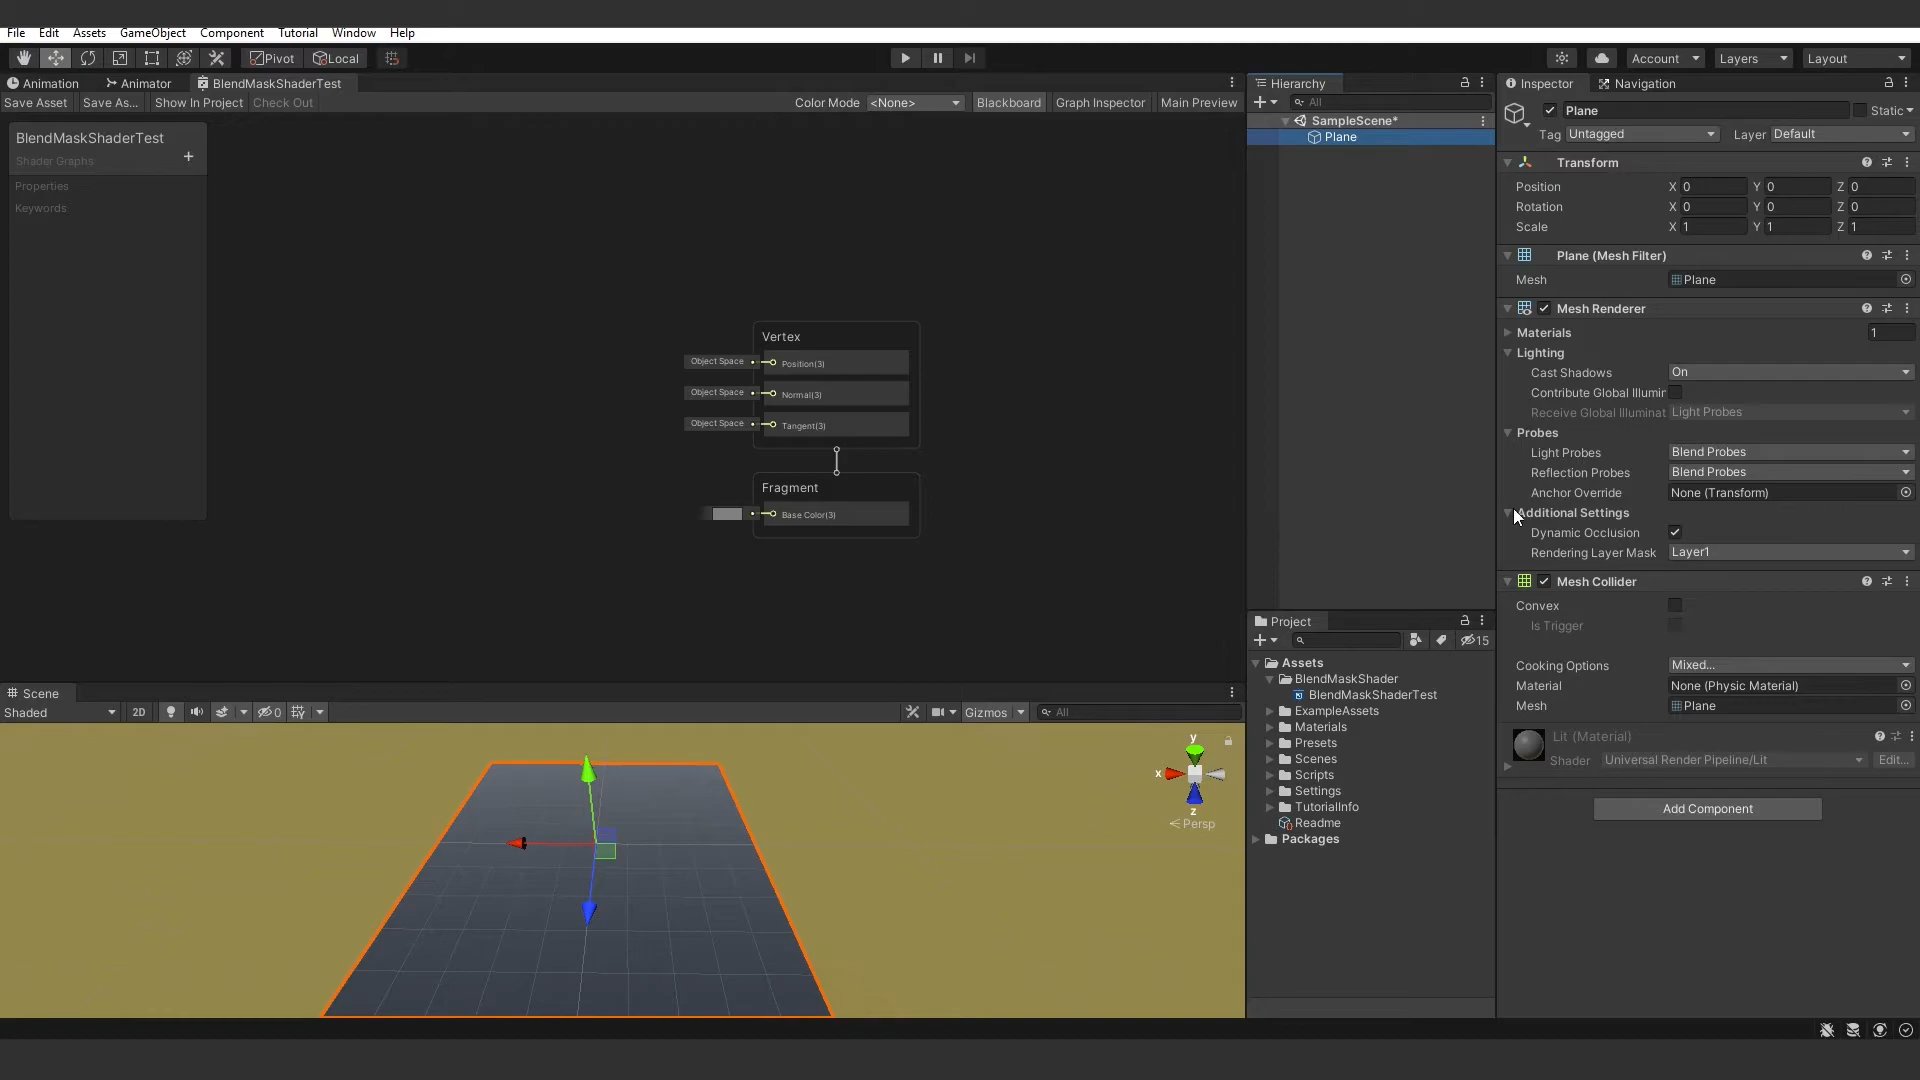 File Edit Assets GameObject Component Tutorial Window Help
Pivot Local Account Layers Layout
Animation Animator BlendMaskShaderTest
Save Asset Save As... Show In Project Check Out Color Mode <None> Blackboard Graph Inspector Main Preview
BlendMaskShaderTest
Shader Graphs
Properties
Keywords
Vertex
Object Space Position(3)
Object Space Normal(3)
Object Space Tangent(3)
Fragment
Base Color(3)
Scene
Shaded 2D 0 Gizmos All
y
x
z
Persp
Hierarchy
All
SampleScene*
Plane
Project
15
Assets
BlendMaskShader
BlendMaskShaderTest
ExampleAssets
Materials
Presets
Scenes
Scripts
Settings
TutorialInfo
Readme
Packages
Inspector Navigation
Plane Static
Tag Untagged Layer Default
Transform
Position X 0 Y 0 Z 0
Rotation X 0 Y 0 Z 0
Scale X 1 Y 1 Z 1
Plane (Mesh Filter)
Mesh Plane
Mesh Renderer
Materials 1
Lighting
Cast Shadows On
Contribute Global Illumir
Receive Global Illuminat Light Probes
Probes
Light Probes Blend Probes
Reflection Probes Blend Probes
Anchor Override None (Transform)
Additional Settings
Dynamic Occlusion
Rendering Layer Mask Layer1
Mesh Collider
Convex
Is Trigger
Cooking Options Mixed...
Material None (Physic Material)
Mesh Plane
Lit (Material)
Shader Universal Render Pipeline/Lit Edit...
Add Component